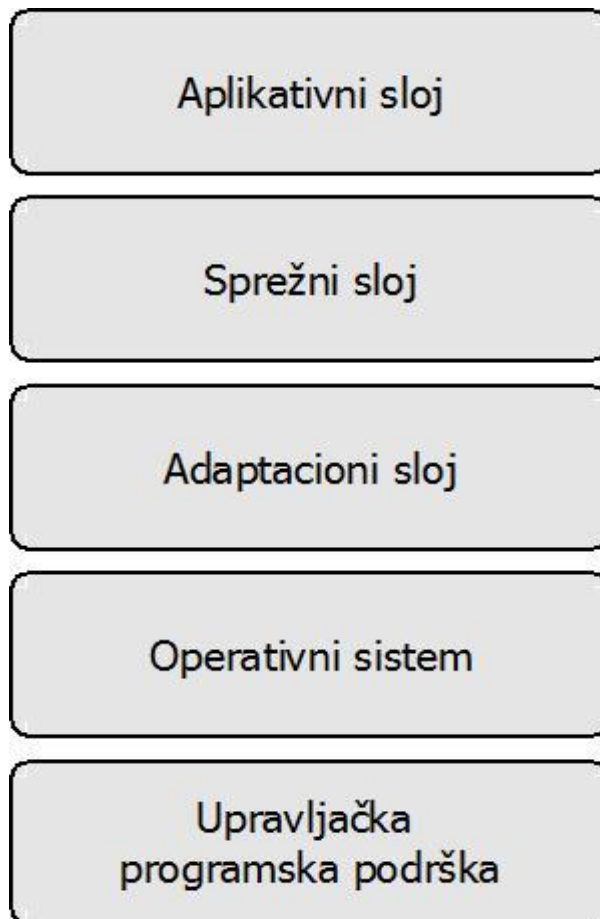 Aplikativni sloj
Sprežni sloj
Adaptacioni sloj
Operativni sistem
Upravljačka
programska podrška